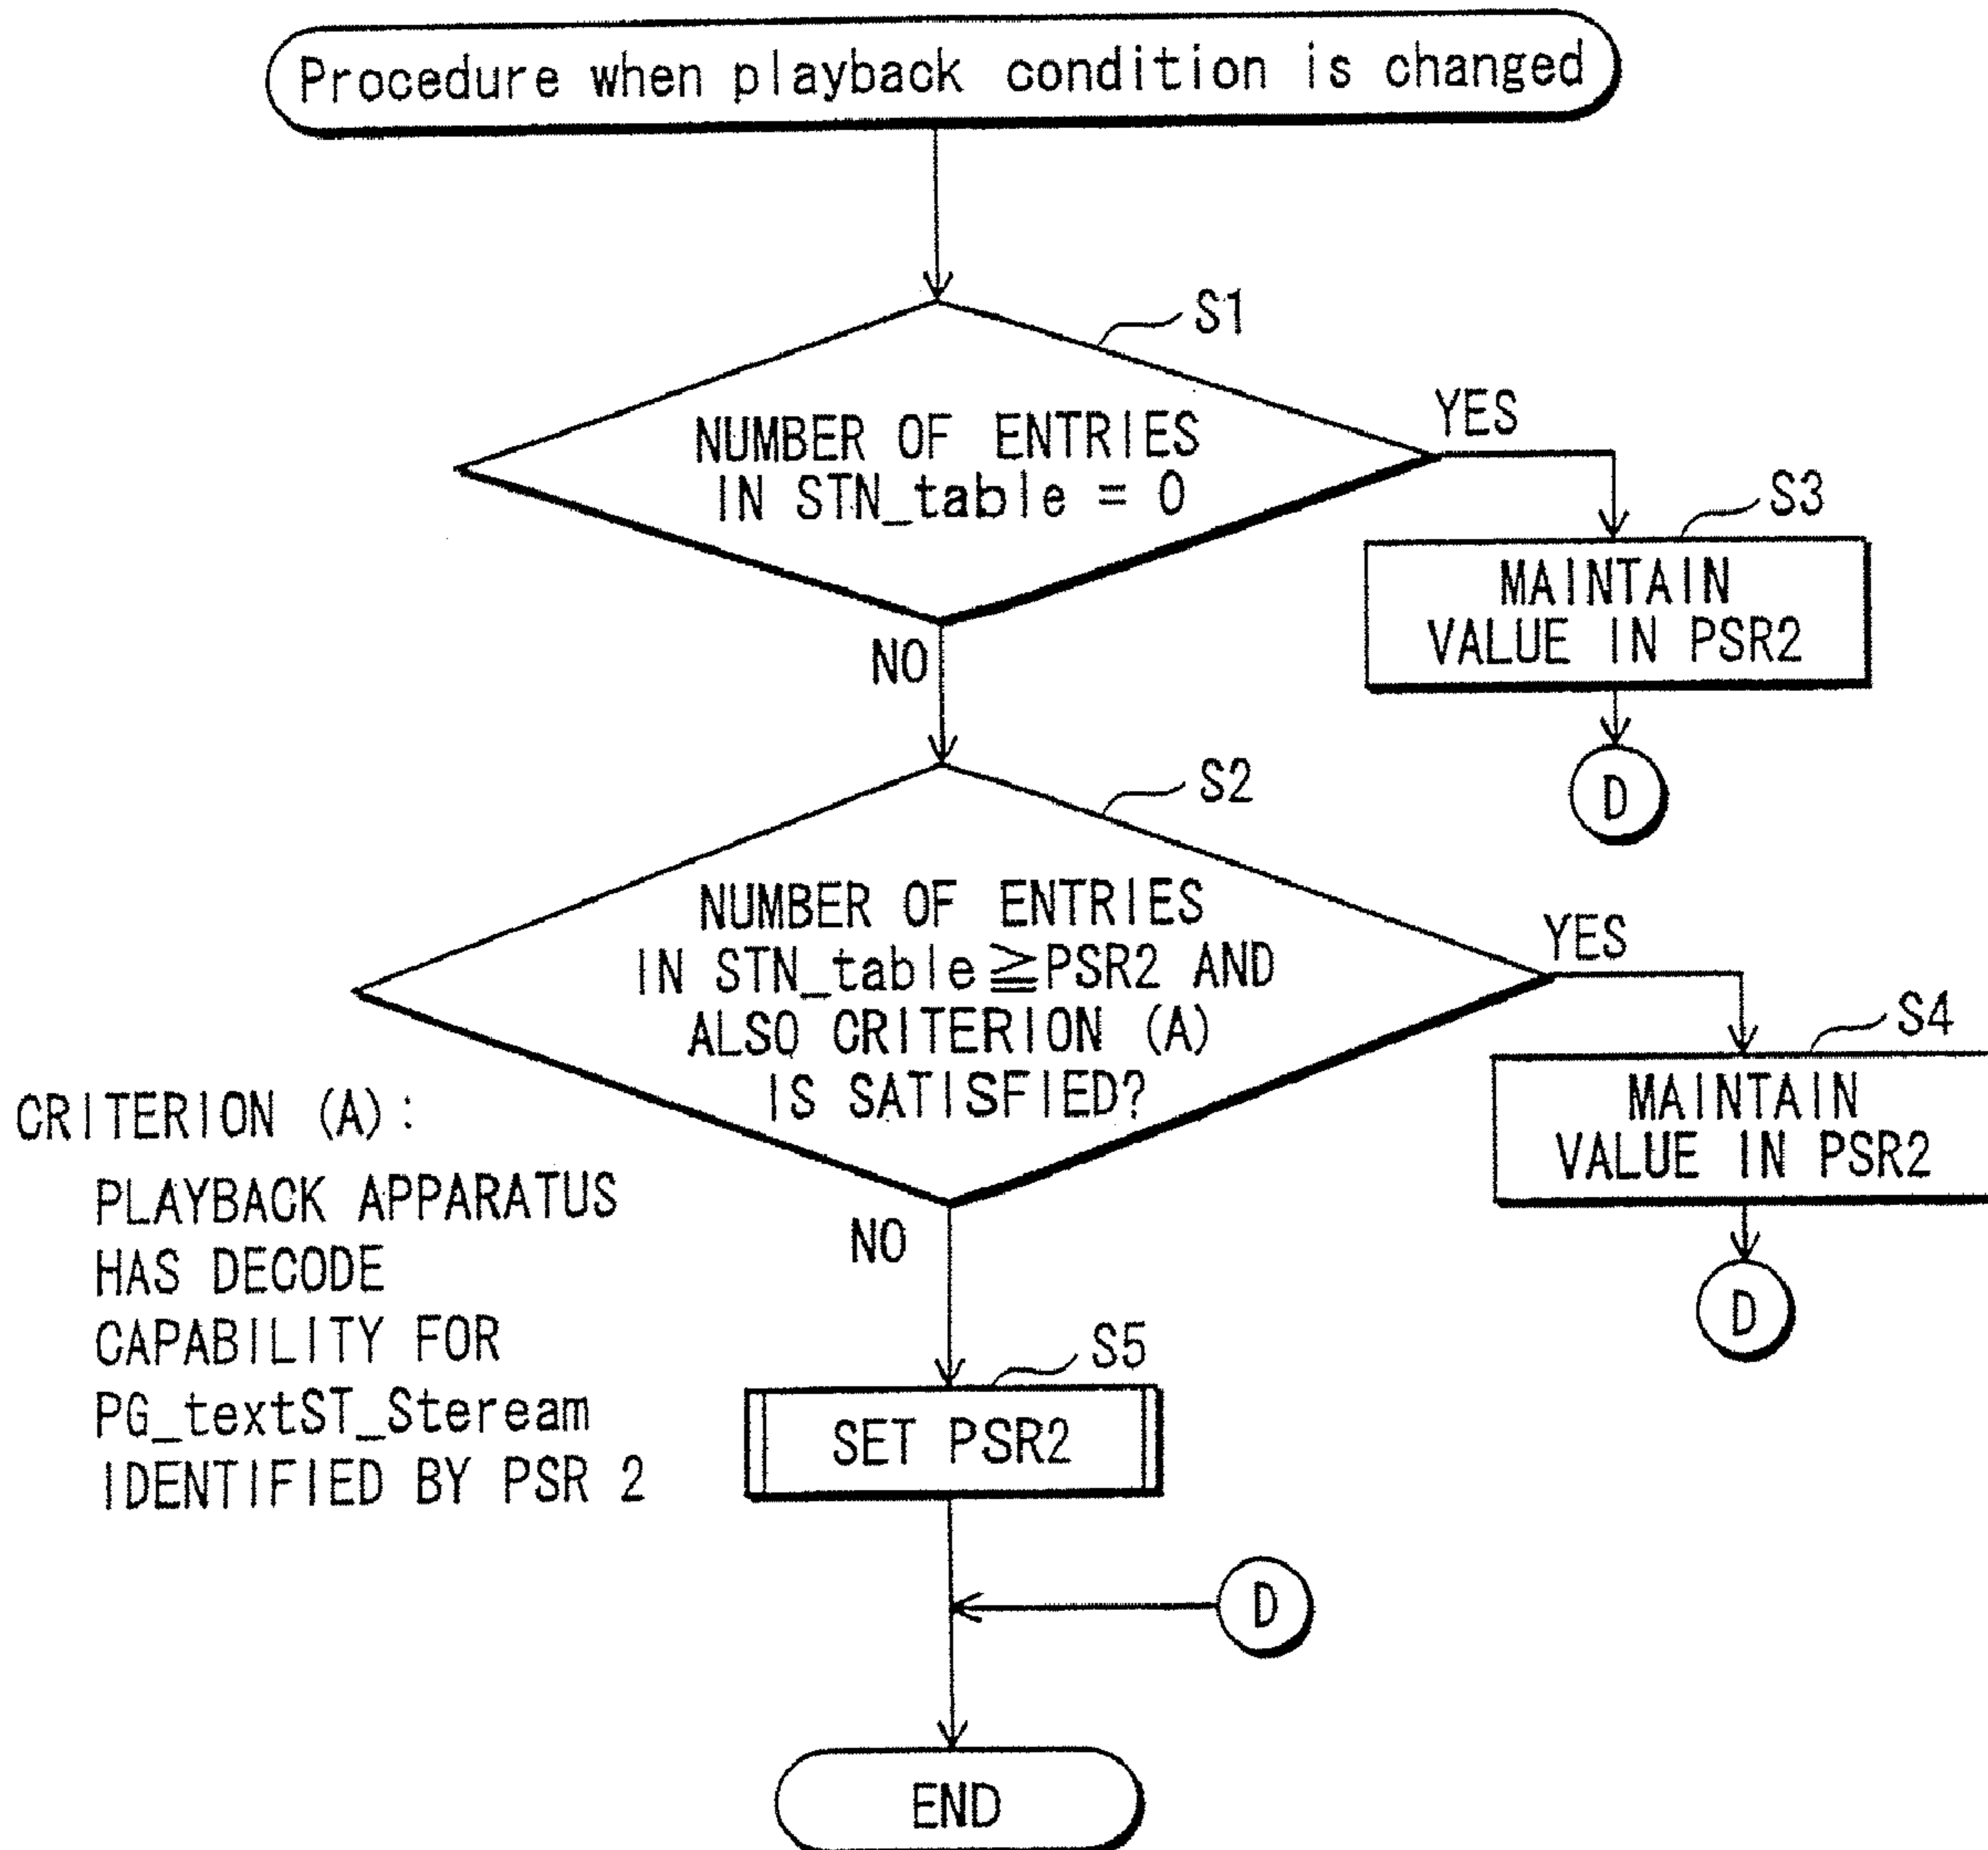 Procedure when playback condition is changed
S1
NUMBER OF ENTRIES
IN STN_table = 0
YES
S3
MAINTAIN
VALUE IN PSR2
NO
D
S2
NUMBER OF ENTRIES
IN STN_table≧PSR2 AND
ALSO CRITERION (A)
IS SATISFIED?
YES
S4
MAINTAIN
VALUE IN PSR2
D
CRITERION (A):
PLAYBACK APPARATUS
HAS DECODE
CAPABILITY FOR
PG_textST_Steream
IDENTIFIED BY PSR 2
NO
S5
SET PSR2
D
END